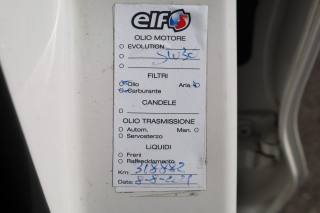 elf
OLIO MOTORE
EVOLUTION
FILTRI
Olio Aria
Carburante
CANDELE
OLIO TRASMISSIONE
Autom. Man.
Servosterzo
LIQUIDI
Freni
Raffreddamento
Km: 318882
Data: